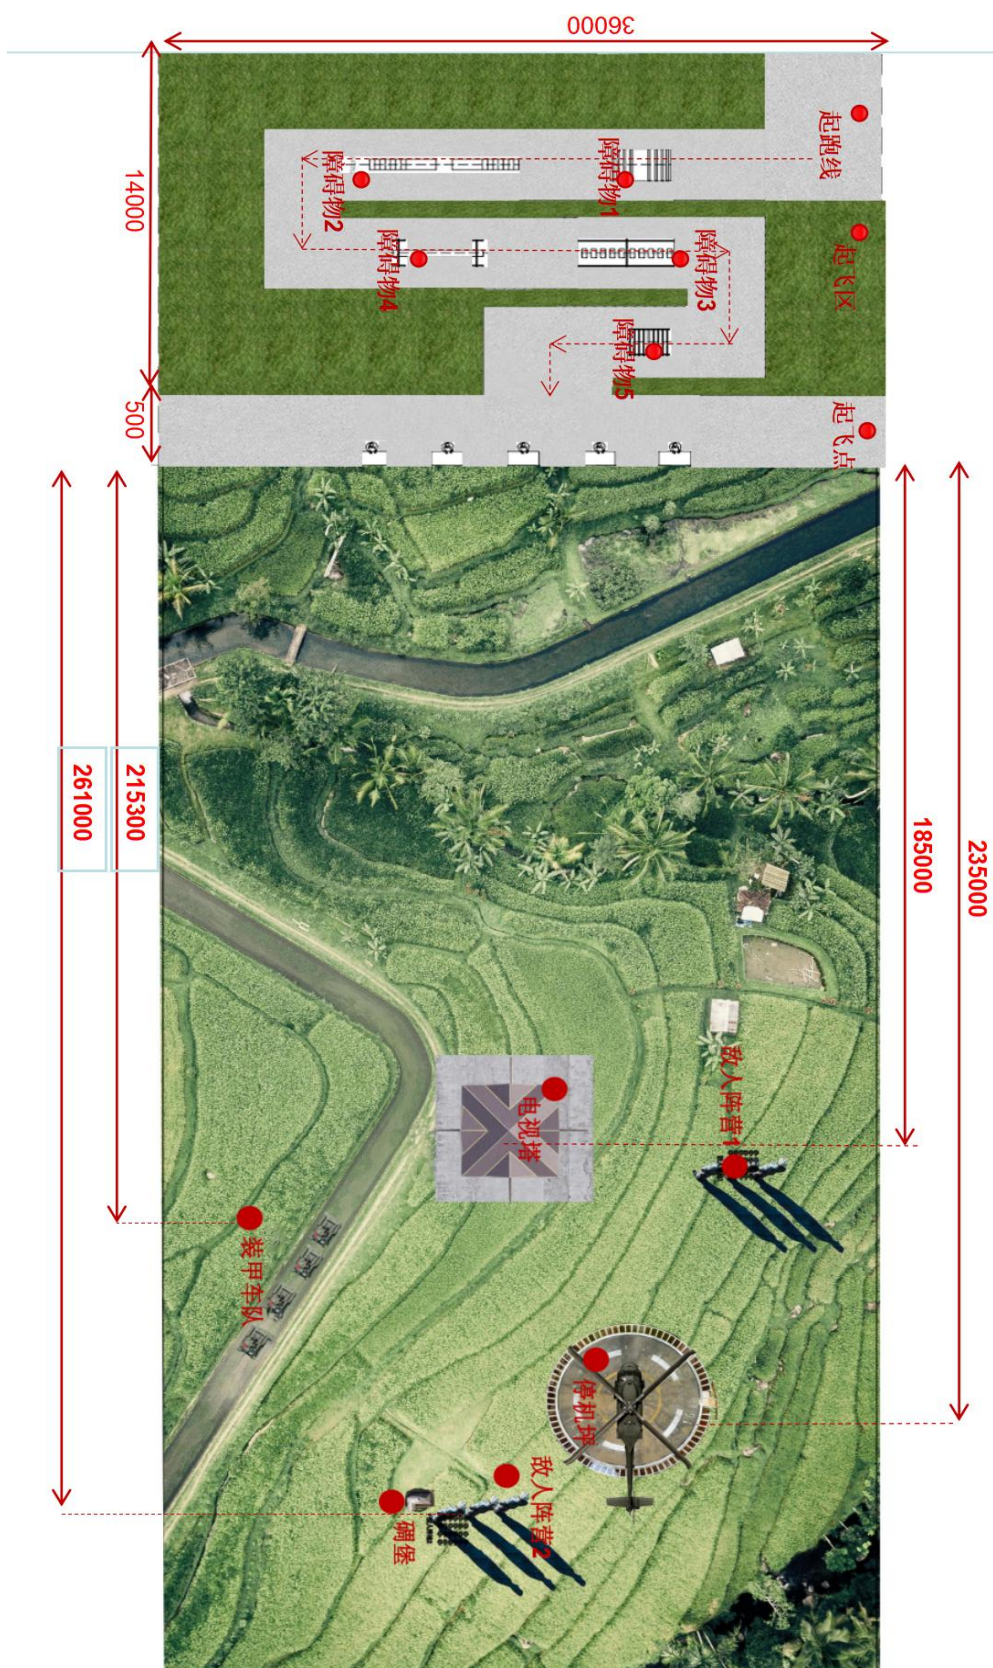 36000
14000
500
起跑线
障碍物1
障碍物2
起飞区
障碍物3
障碍物4
障碍物5
起飞点
261000
215300
185000
235000
敌人阵营1
电视塔
装甲车队
停机坪
敌人阵营2
碉堡